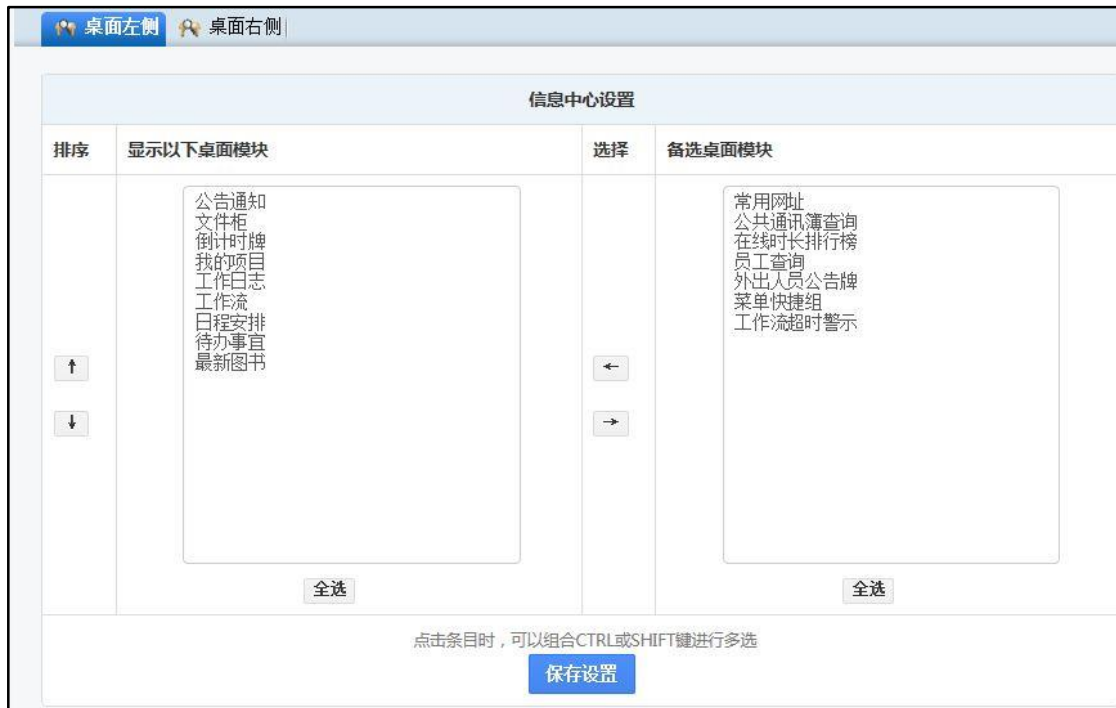 桌面左侧 桌面右侧
信息中心设置
排序 显示以下桌面模块 选择 备选桌面模块
公告通知
文件柜
倒计时牌
我的项目
工作日志
工作流
日程安排
待办事宜
最新图书
常用网址
公共通讯簿查询
在线时长排行榜
员工查询
外出人员公告牌
菜单快捷组
工作流超时警示
↑
↓
←
→
全选 全选
点击条目时，可以组合CTRL或SHIFT键进行多选
保存设置